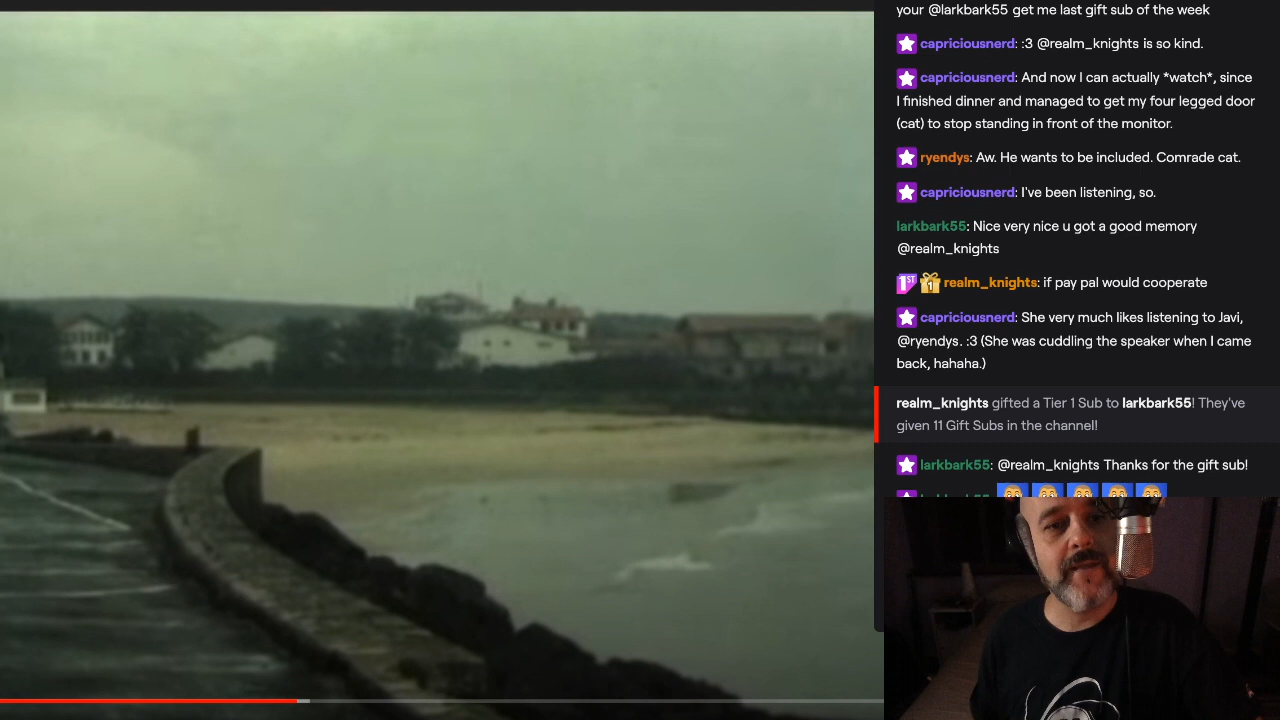 your @larkbark55 get me last gift sub of the week
capriciousnerd: :3 @realm_knights is so kind.
capriciousnerd: And now I can actually *watch*, since
I finished dinner and managed to get my four legged door
(cat) to stop standing in front of the monitor.
ryendys: Aw. He wants to be included. Comrade cat.
capriciousnerd: I've been listening, so.
larkbark55: Nice very nice u got a good memory
@realm_knights
1ST 1 realm_knights: if pay pal would cooperate
capriciousnerd: She very much likes listening to Javi,
@ryendys. :3 (She was cuddling the speaker when I came
back, hahaha.)
realm_knights gifted a Tier 1 Sub to larkbark55! They've
given 11 Gift Subs in the channel!
larkbark55: @realm_knights Thanks for the gift sub!